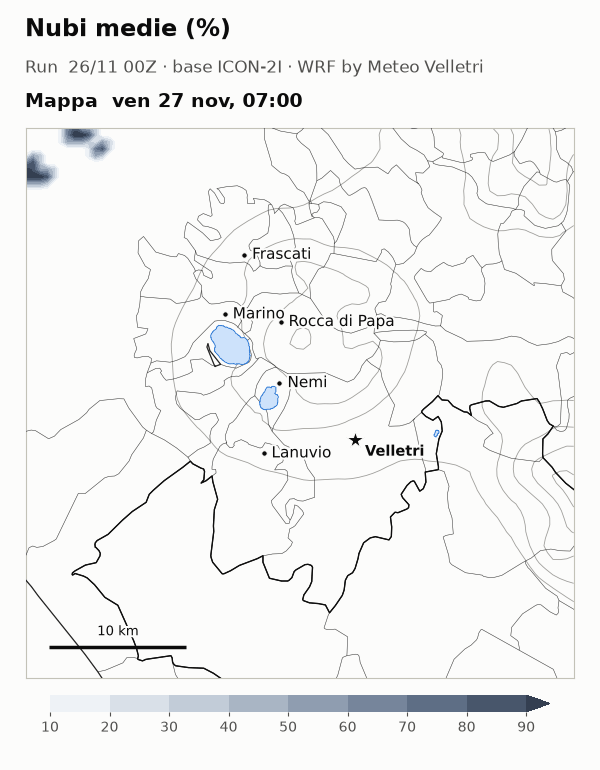 Nubi medie (%)
Run  26/11 00Z · base ICON-2I · WRF by Meteo Velletri
Mappa  ven 27 nov, 07:00
Frascati
Marino
Rocca di Papa
Nemi
Velletri
Lanuvio
10 km
10 20 30 40 50 60 70 80 90